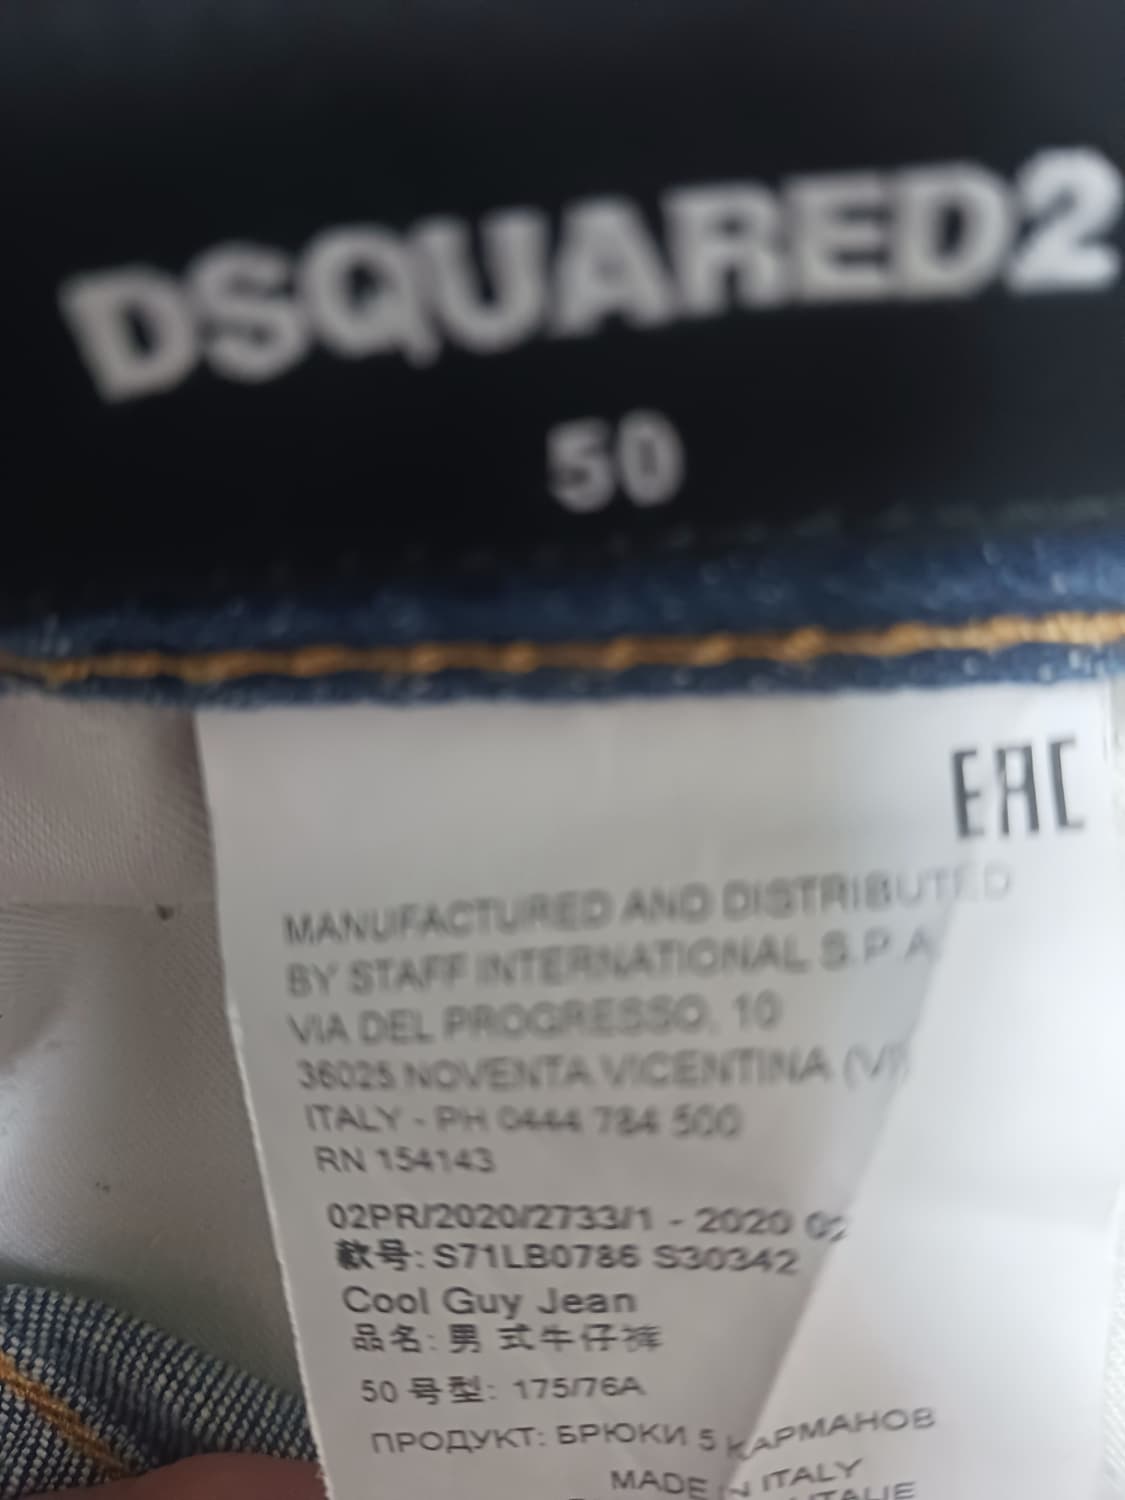 DSQUARED2
50
EAC
MANUFACTURED AND DISTRIBUTED
BY STAFF INTERNATIONAL S.P.A.
VIA DEL PROGRESSO, 10
36025 NOVENTA VICENTINA (VI)
ITALY - PH 0444 784 500
RN 154143
02PR/2020/2733/1 - 2020 02
款号: S71LB0786 S30342
Cool Guy Jean
品名: 男 式牛仔裤
50 号型: 175/76A
ПРОДУКТ: БРЮКИ 5 КАРМАНОВ
MADE IN ITALY